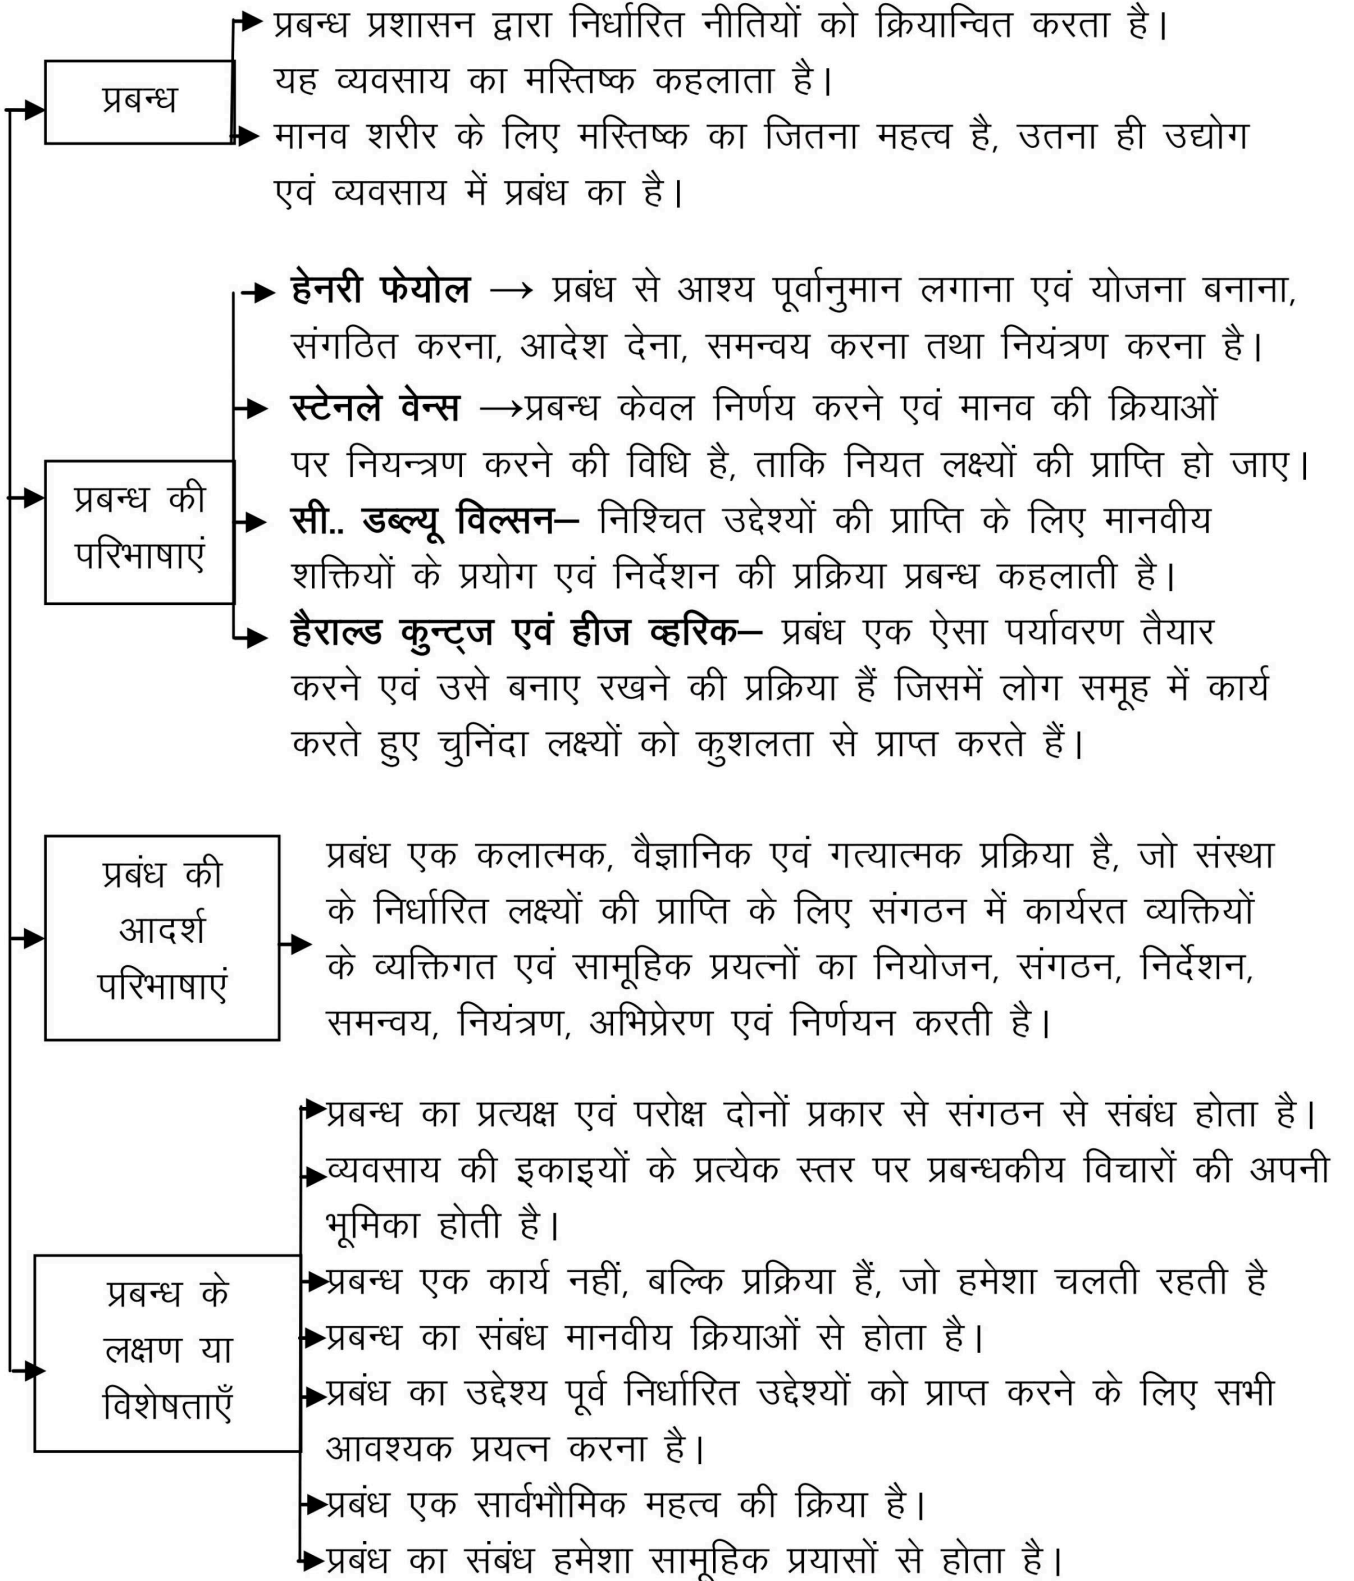 प्रबन्ध
प्रबन्ध प्रशासन द्वारा निर्धारित नीतियों को क्रियान्वित करता है।
यह व्यवसाय का मस्तिष्क कहलाता है।
मानव शरीर के लिए मस्तिष्क का जितना महत्व है, उतना ही उद्योग
एवं व्यवसाय में प्रबंध का है।
प्रबन्ध की
परिभाषाएं
हेनरी फेयोल → प्रबंध से आश्य पूर्वानुमान लगाना एवं योजना बनाना,
संगठित करना, आदेश देना, समन्वय करना तथा नियंत्रण करना है।
स्टेनले वेन्स →प्रबन्ध केवल निर्णय करने एवं मानव की क्रियाओं
पर नियन्त्रण करने की विधि है, ताकि नियत लक्ष्यों की प्राप्ति हो जाए।
सी.. डब्ल्यू विल्सन– निश्चित उद्देश्यों की प्राप्ति के लिए मानवीय
शक्तियों के प्रयोग एवं निर्देशन की प्रक्रिया प्रबन्ध कहलाती है।
हैराल्ड कुन्ट्ज एवं हीज व्हरिक– प्रबंध एक ऐसा पर्यावरण तैयार
करने एवं उसे बनाए रखने की प्रक्रिया हैं जिसमें लोग समूह में कार्य
करते हुए चुनिंदा लक्ष्यों को कुशलता से प्राप्त करते हैं।
प्रबंध की
आदर्श
परिभाषाएं
प्रबंध एक कलात्मक, वैज्ञानिक एवं गत्यात्मक प्रक्रिया है, जो संस्था
के निर्धारित लक्ष्यों की प्राप्ति के लिए संगठन में कार्यरत व्यक्तियों
के व्यक्तिगत एवं सामूहिक प्रयत्नों का नियोजन, संगठन, निर्देशन,
समन्वय, नियंत्रण, अभिप्रेरण एवं निर्णयन करती है।
प्रबन्ध के
लक्षण या
विशेषताएँ
प्रबन्ध का प्रत्यक्ष एवं परोक्ष दोनों प्रकार से संगठन से संबंध होता है।
व्यवसाय की इकाइयों के प्रत्येक स्तर पर प्रबन्धकीय विचारों की अपनी
भूमिका होती है।
प्रबन्ध एक कार्य नहीं, बल्कि प्रक्रिया हैं, जो हमेशा चलती रहती है
प्रबन्ध का संबंध मानवीय क्रियाओं से होता है।
प्रबंध का उद्देश्य पूर्व निर्धारित उद्देश्यों को प्राप्त करने के लिए सभी
आवश्यक प्रयत्न करना है।
प्रबंध एक सार्वभौमिक महत्व की क्रिया है।
प्रबंध का संबंध हमेशा सामूहिक प्रयासों से होता है।